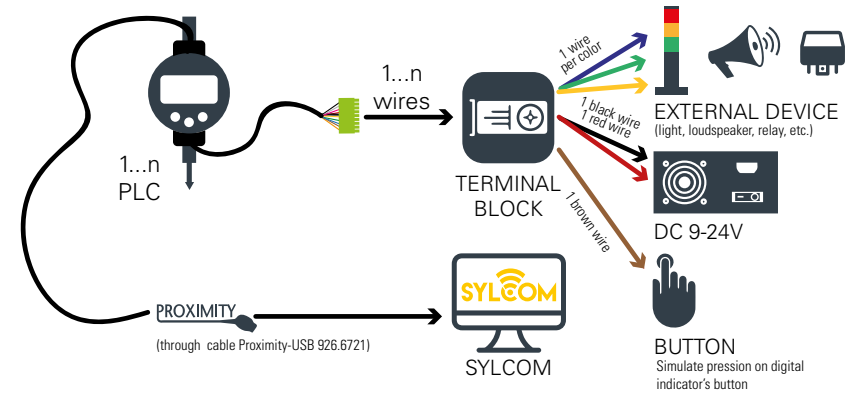 1...n
PLC
1...n
wires
TERMINAL
BLOCK
1 wire
per color
1 black wire
1 red wire
1 brown wire
EXTERNAL DEVICE
(light, loudspeaker, relay, etc.)
DC 9-24V
BUTTON
Simulate pression on digital
indicator's button
PROXIMITY
(through cable Proximity-USB 926.6721)
SYLCOM
SYLCOM